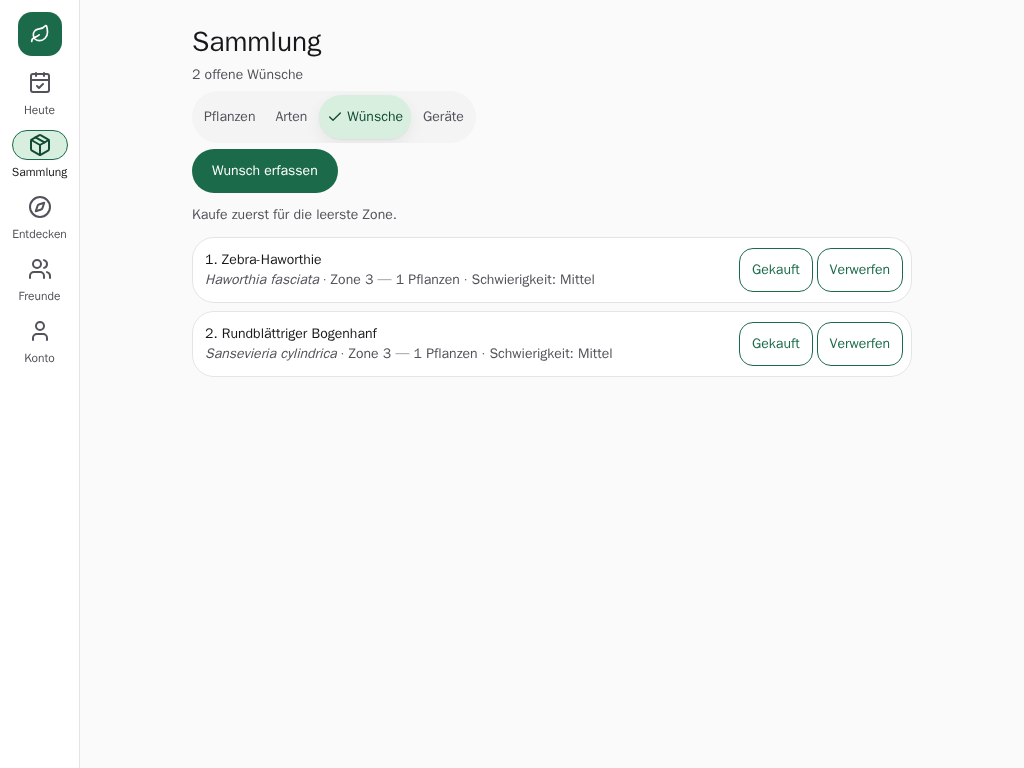 Sammlung
2 offene Wünsche
Pflanzen Arten Wünsche Geräte
Wunsch erfassen
Kaufe zuerst für die leerste Zone.
1. Zebra-Haworthie
Haworthia fasciata · Zone 3 — 1 Pflanzen · Schwierigkeit: Mittel
Gekauft Verwerfen
2. Rundblättriger Bogenhanf
Sansevieria cylindrica · Zone 3 — 1 Pflanzen · Schwierigkeit: Mittel
Gekauft Verwerfen
Heute
Sammlung
Entdecken
Freunde
Konto